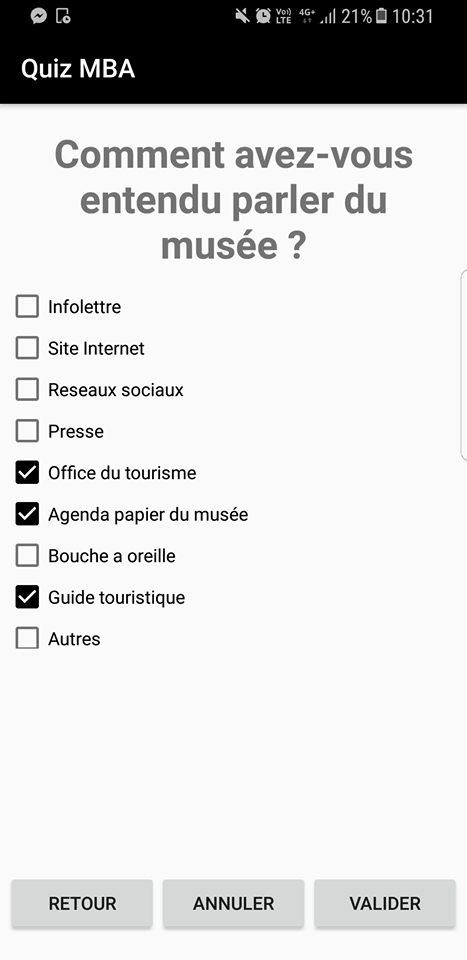 Voi) 4G+ 21% 10:31
LTE
Quiz MBA
Comment avez-vous
entendu parler du
musée ?
Infolettre
Site Internet
Reseaux sociaux
Presse
Office du tourisme
Agenda papier du musée
Bouche a oreille
Guide touristique
Autres
RETOUR ANNULER VALIDER